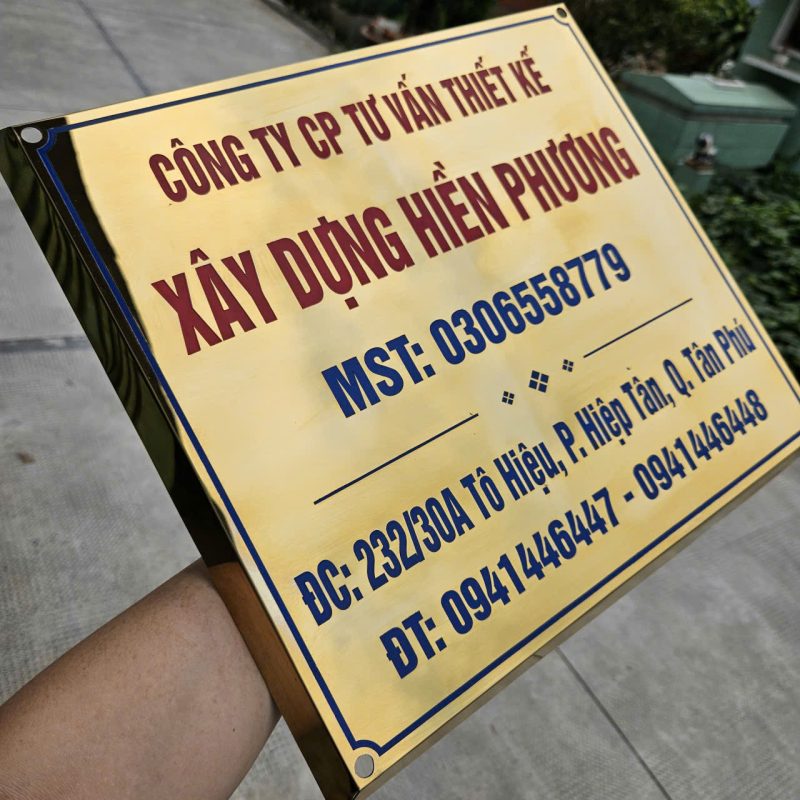 CÔNG TY CP TƯ VẤN THIẾT KẾ
XÂY DỰNG HIỀN PHƯƠNG
MST: 0306558779
ĐC: 232/30A Tô Hiệu, P. Hiệp Tân, Q. Tân Phú
ĐT: 0941446447 - 0941446448